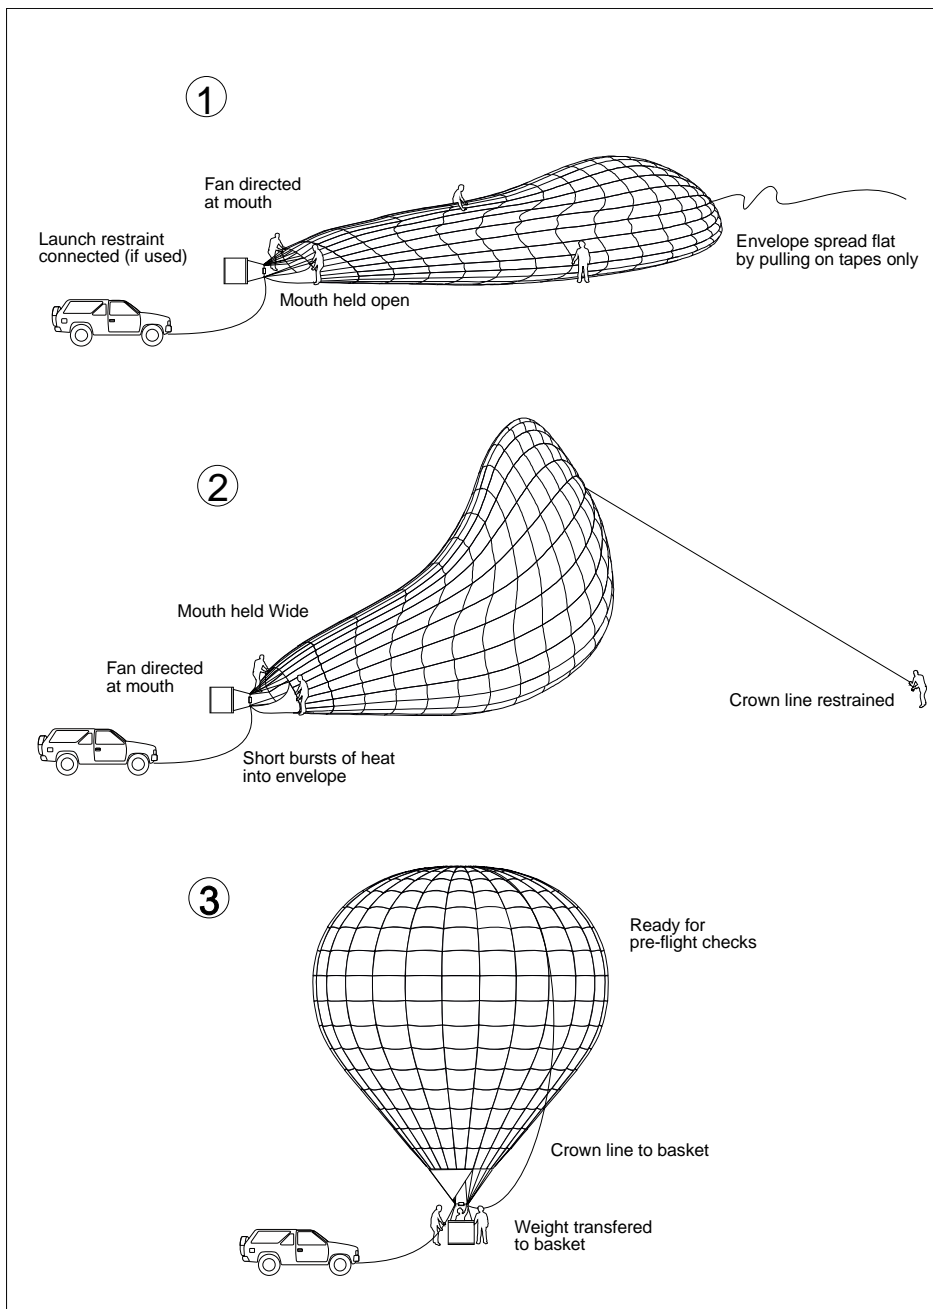 1
Fan directed
at mouth
Launch restraint
connected (if used)
Envelope spread flat
by pulling on tapes only
Mouth held open
2
Mouth held Wide
Fan directed
at mouth
Crown line restrained
Short bursts of heat
into envelope
3
Ready for
pre-flight checks
Crown line to basket
Weight transfered
to basket